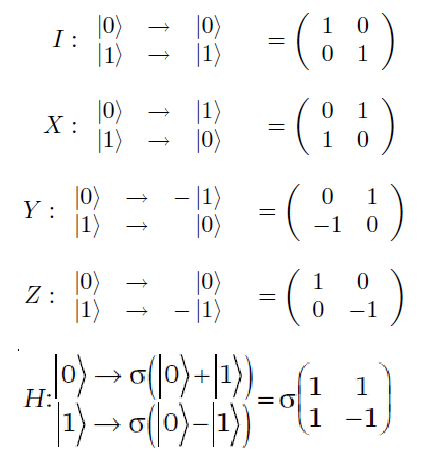 I : |0⟩ → |0⟩ = ( 1 0
|1⟩ → |1⟩ 0 1 )
X : |0⟩ → |1⟩ = ( 0 1
|1⟩ → |0⟩ 1 0 )
Y : |0⟩ → −|1⟩ = ( 0 1
|1⟩ → |0⟩ −1 0 )
Z : |0⟩ → |0⟩ = ( 1 0
|1⟩ → −|1⟩ 0 −1 )
H: |0⟩ → σ(|0⟩+|1⟩) = σ( 1 1
|1⟩ → σ(|0⟩−|1⟩) 1 −1 )